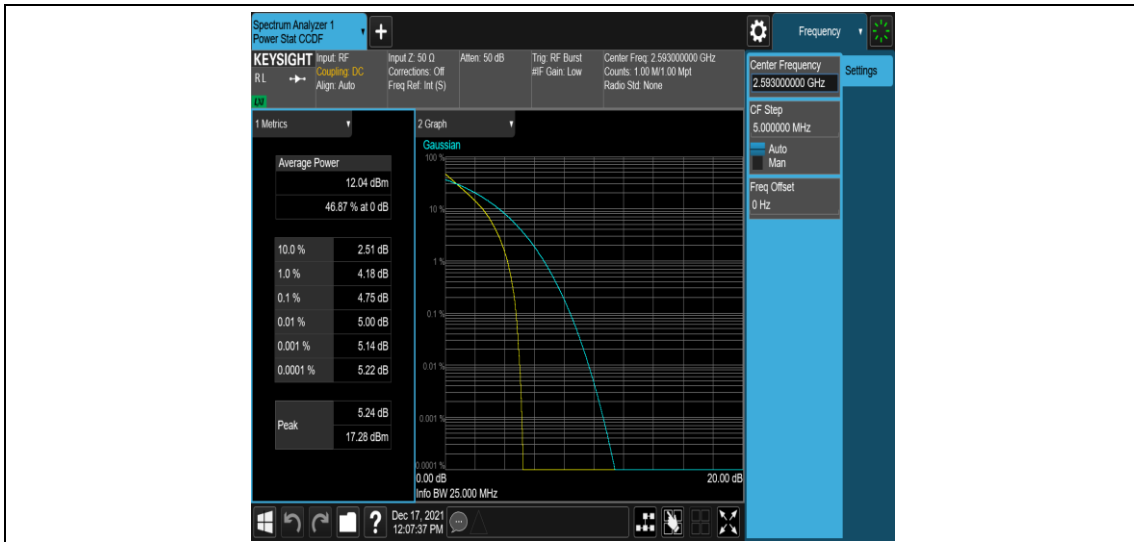 Spectrum Analyzer 1
Power Stat CCDF
Frequency
KEYSIGHT
RL
LXI
Input: RF
Coupling: DC
Align: Auto
Input Z: 50 Ω
Corrections: Off
Freq Ref: Int (S)
Atten: 50 dB
Trig: RF Burst
#IF Gain: Low
Center Freq: 2.593000000 GHz
Counts: 1.00 M/1.00 Mpt
Radio Std: None
Center Frequency
2.593000000 GHz
Settings
CF Step
5.000000 MHz
Auto
Man
Freq Offset
0 Hz
1 Metrics
Average Power
12.04 dBm
46.87 % at 0 dB
10.0 % 2.51 dB
1.0 % 4.18 dB
0.1 % 4.75 dB
0.01 % 5.00 dB
0.001 % 5.14 dB
0.0001 % 5.22 dB
Peak
5.24 dB
17.28 dBm
2 Graph
Gaussian
100 %
10 %
1 %
0.1 %
0.01 %
0.001 %
0.0001 %
0.00 dB 20.00 dB
Info BW 25.000 MHz
Dec 17, 2021
12:07:37 PM